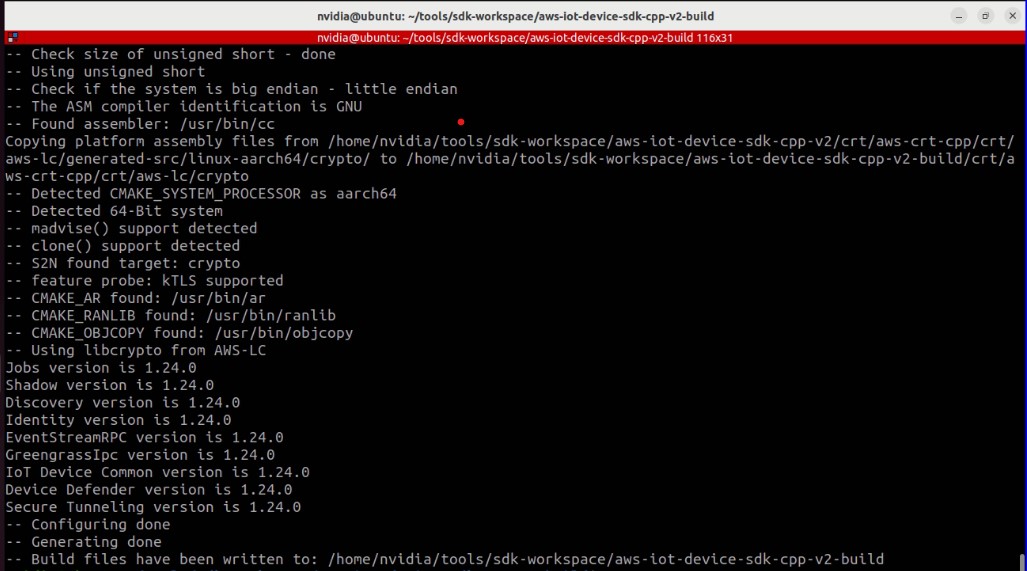 nvidia@ubuntu: ~/tools/sdk-workspace/aws-iot-device-sdk-cpp-v2-build
nvidia@ubuntu: ~/tools/sdk-workspace/aws-iot-device-sdk-cpp-v2-build 116x31
-- Check size of unsigned short - done
-- Using unsigned short
-- Check if the system is big endian - little endian
-- The ASM compiler identification is GNU
-- Found assembler: /usr/bin/cc
Copying platform assembly files from /home/nvidia/tools/sdk-workspace/aws-iot-device-sdk-cpp-v2/crt/aws-crt-cpp/crt/
aws-lc/generated-src/linux-aarch64/crypto/ to /home/nvidia/tools/sdk-workspace/aws-iot-device-sdk-cpp-v2-build/crt/a
ws-crt-cpp/crt/aws-lc/crypto
-- Detected CMAKE_SYSTEM_PROCESSOR as aarch64
-- Detected 64-Bit system
-- madvise() support detected
-- clone() support detected
-- S2N found target: crypto
-- feature probe: kTLS supported
-- CMAKE_AR found: /usr/bin/ar
-- CMAKE_RANLIB found: /usr/bin/ranlib
-- CMAKE_OBJCOPY found: /usr/bin/objcopy
-- Using libcrypto from AWS-LC
Jobs version is 1.24.0
Shadow version is 1.24.0
Discovery version is 1.24.0
Identity version is 1.24.0
EventStreamRPC version is 1.24.0
GreengrassIpc version is 1.24.0
IoT Device Common version is 1.24.0
Device Defender version is 1.24.0
Secure Tunneling version is 1.24.0
-- Configuring done
-- Generating done
-- Build files have been written to: /home/nvidia/tools/sdk-workspace/aws-iot-device-sdk-cpp-v2-build